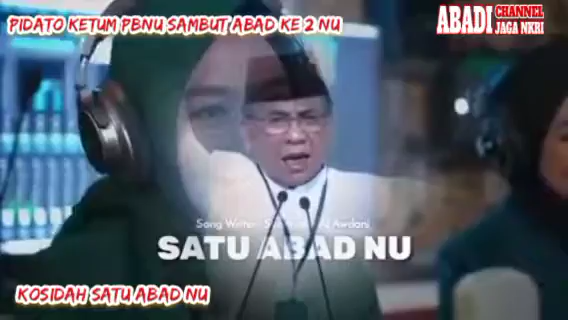 PIDATO KETUM PBNU SAMBUT ABAD KE 2 NU
ABADI CHANNEL
JAGA NKRI
Song Writer
Awdani
SATU ABAD NU
KOSIDAH SATU ABAD NU